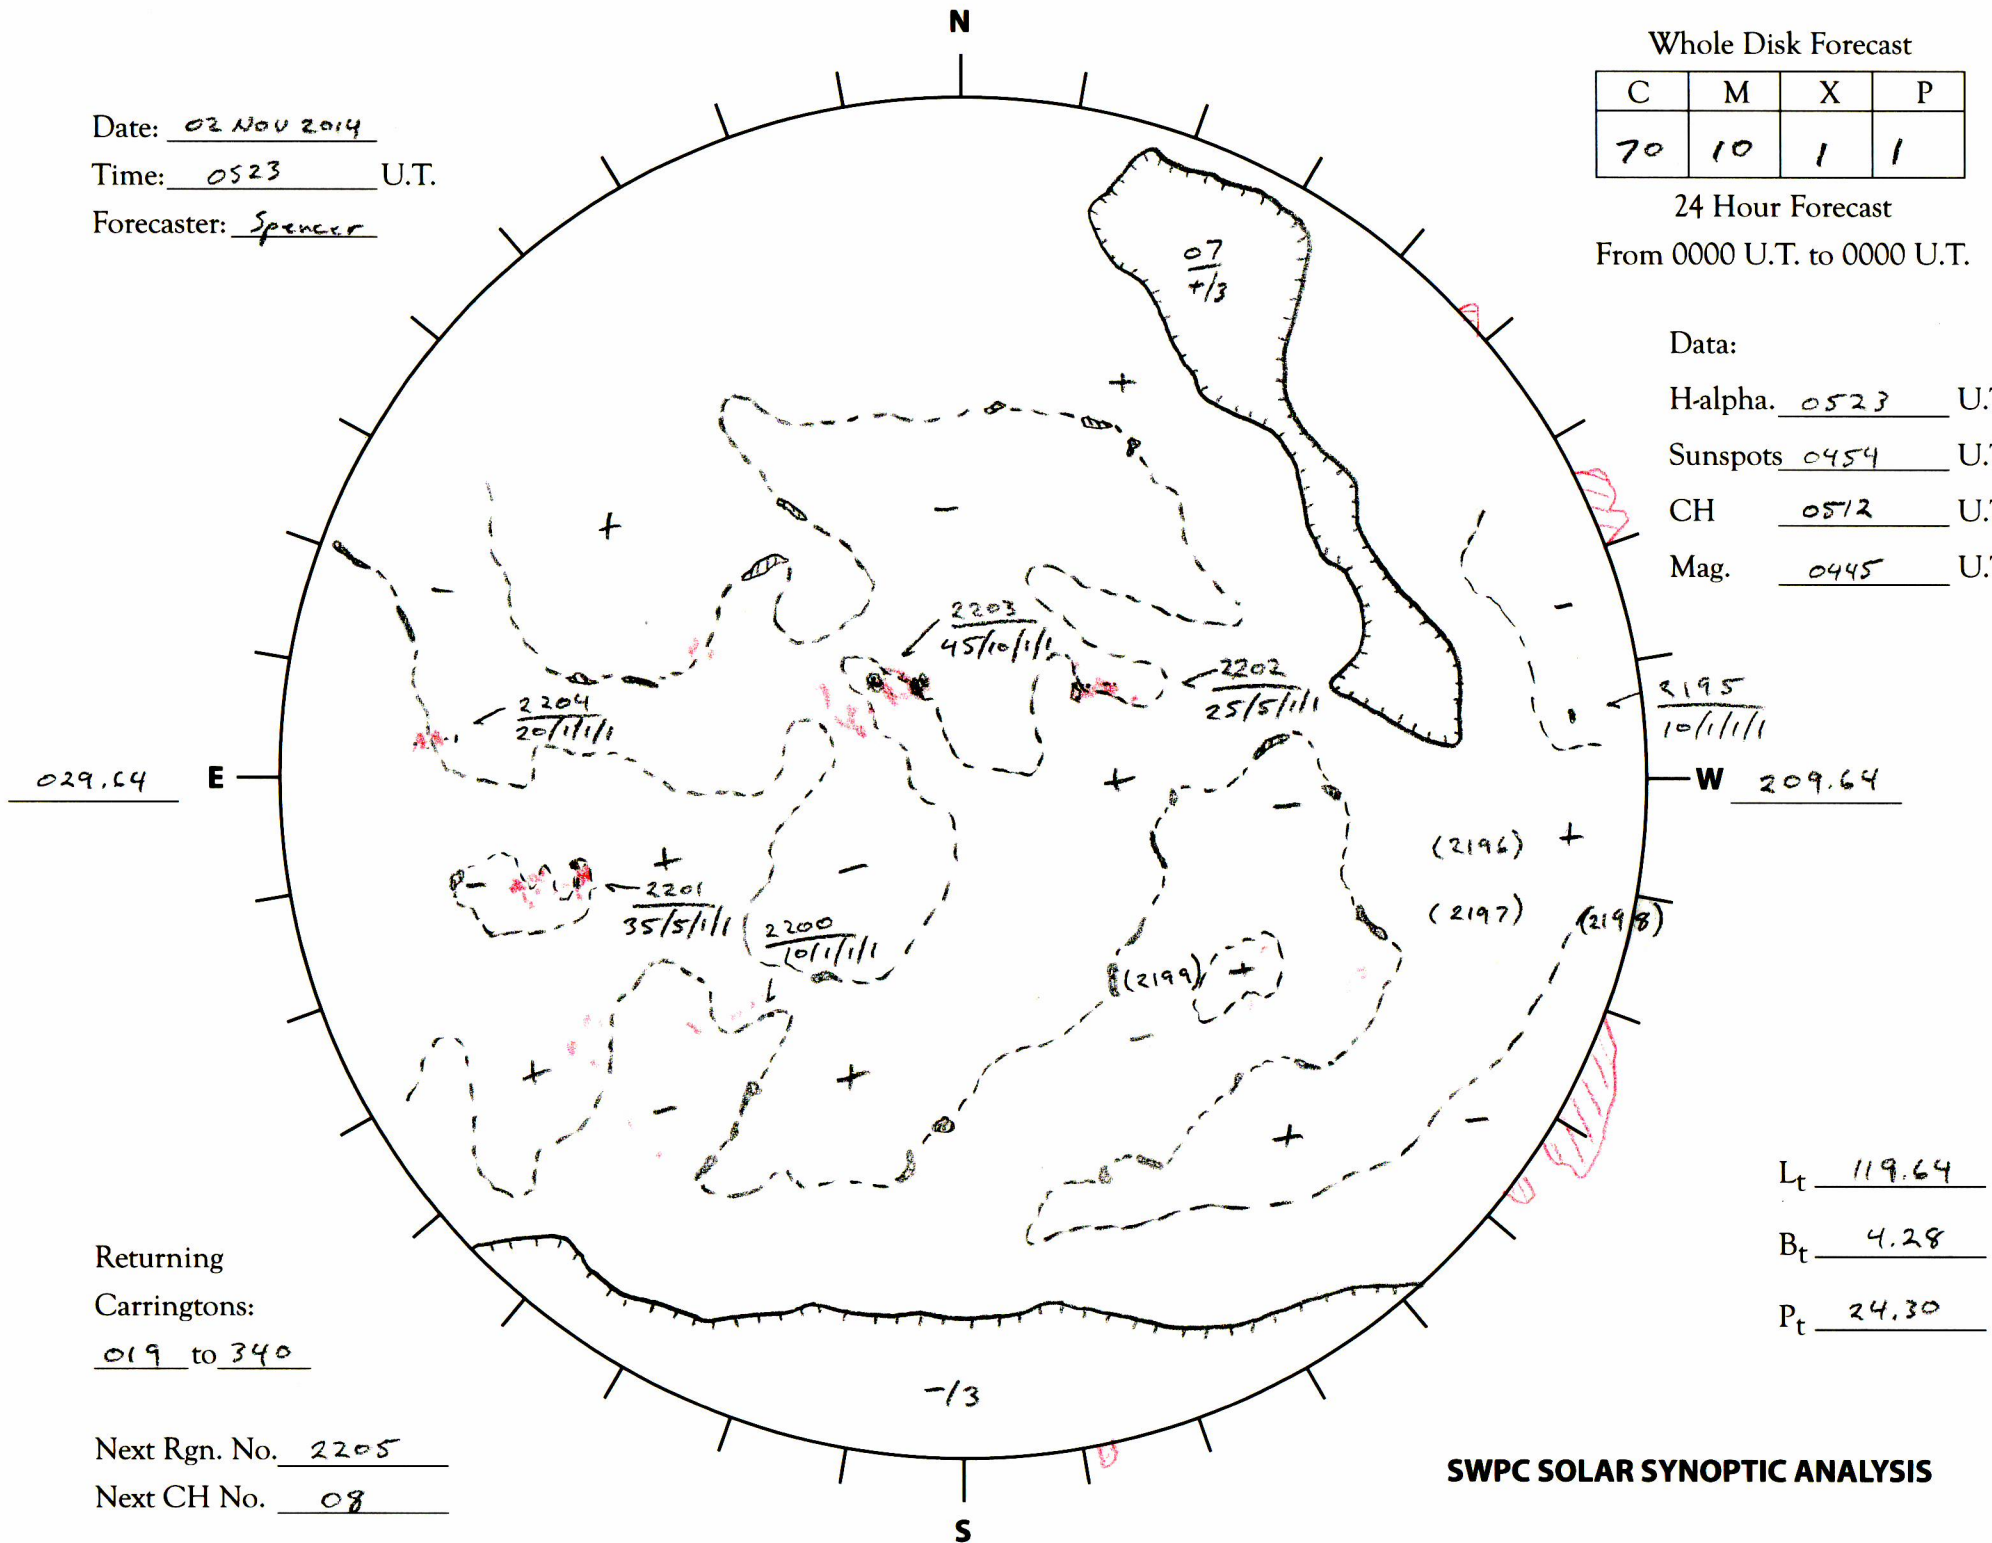 N
Date: 02 NOV 2014
Time: 0523 U.T.
Forecaster: Spencer
Whole Disk Forecast
C M X P
70 10 1 1
24 Hour Forecast
From 0000 U.T. to 0000 U.T.
07
+/3
Data:
H-alpha. 0523 U.T
Sunspots 0454 U.T
CH 0512 U.T
Mag. 0445 U.T
+
-
+
-
-
2203
45/10/1/1
2202
25/5/1/1
2204
20/1/1/1
2195
10/1/1/1
029.64 E
W 209.64
+
-
(2196) +
+
-
-
2201
35/5/1/1
(2197)
(2198)
2200
10/1/1/1
(2199)
+
-
+
+
-
+
-
Lt 119.64
Bt 4.28
Pt 24.30
Returning
Carringtons:
019 to 340
-/3
Next Rgn. No. 2205
Next CH No. 08
SWPC SOLAR SYNOPTIC ANALYSIS
S